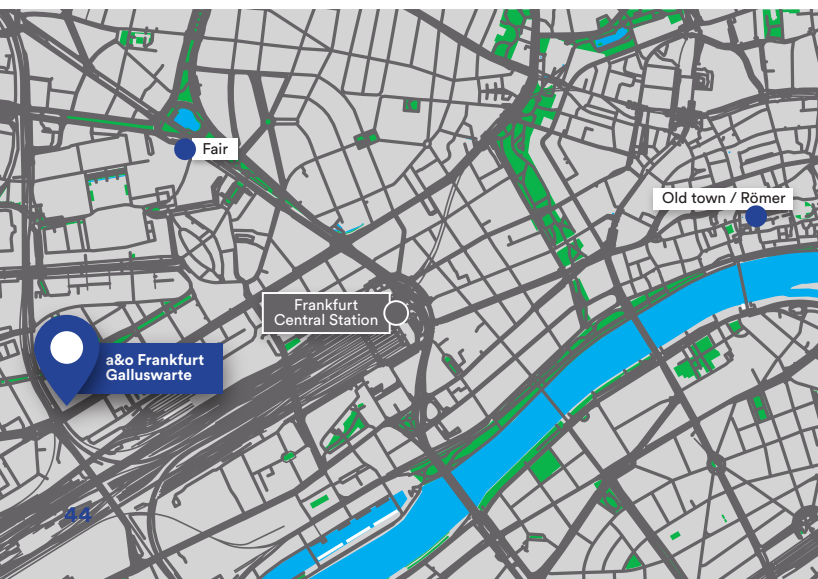 Fair
Old town / Römer
Frankfurt
Central Station
a&o Frankfurt
Galluswarte
44